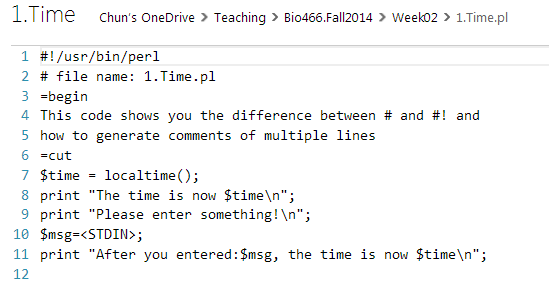 1.Time Chun's OneDrive > Teaching > Bio466.Fall2014 > Week02 > 1.Time.pl
1 #!/usr/bin/perl
2 # file name: 1.Time.pl
3 =begin
4 This code shows you the difference between # and #! and
5 how to generate comments of multiple lines
6 =cut
7 $time = localtime();
8 print "The time is now $time\n";
9 print "Please enter something!\n";
10 $msg=<STDIN>;
11 print "After you entered:$msg, the time is now $time\n";
12